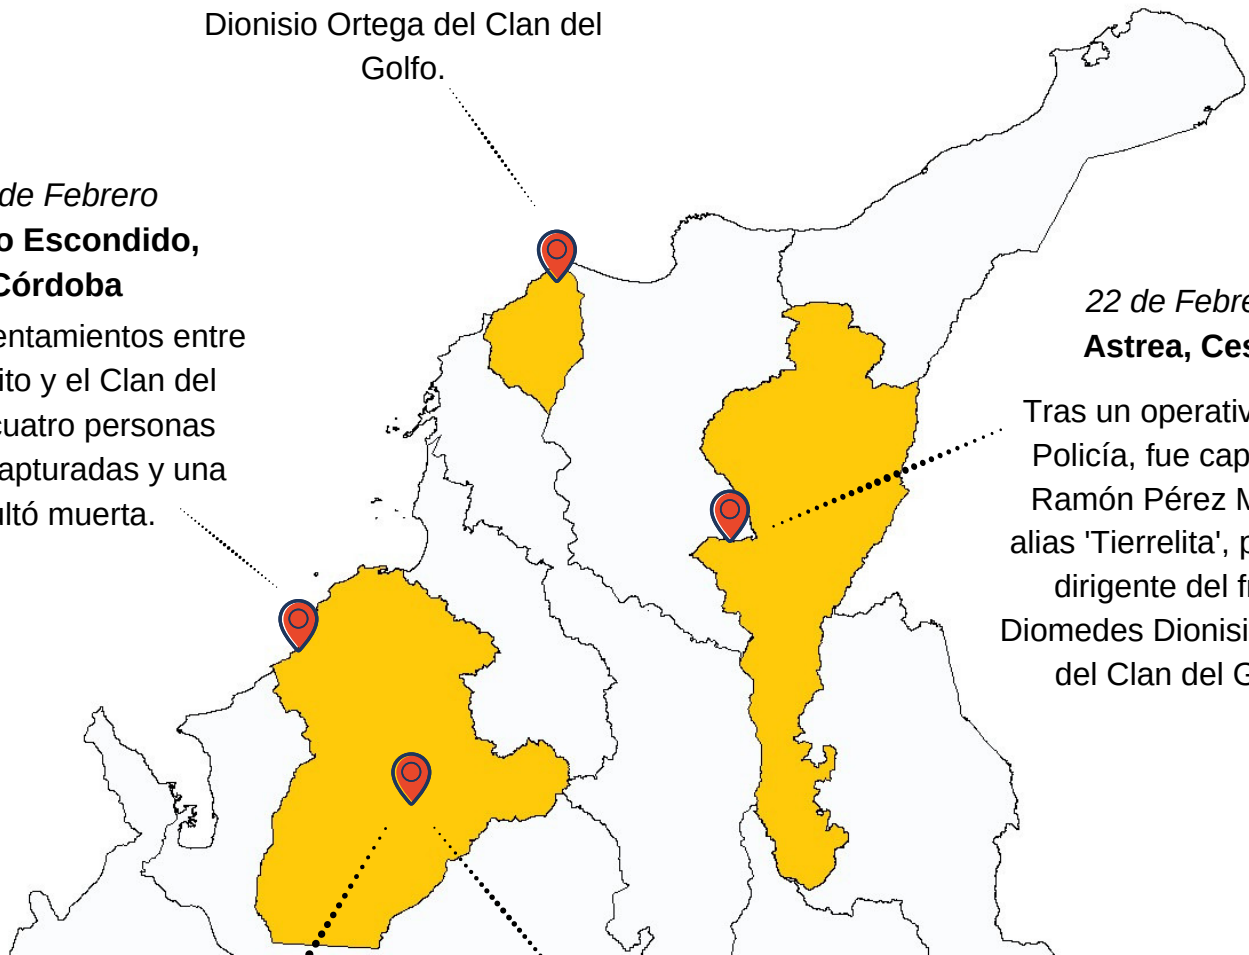 Dionisio Ortega del Clan del
Golfo.
de Febrero
o Escondido,
Córdoba
entamientos entre
ito y el Clan del
cuatro personas
apturadas y una
ultó muerta.
22 de Febre
Astrea, Ces
Tras un operativ
Policía, fue cap
Ramón Pérez M
alias 'Tierrelita', p
dirigente del f
Diomedes Dionisi
del Clan del G